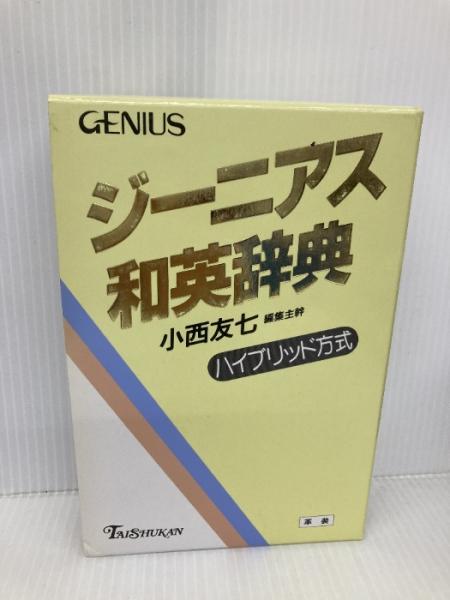 GENIUS
ジーニアス
和英辞典
小西友七 編集主幹
ハイブリッド方式
TAISHUKAN
革装